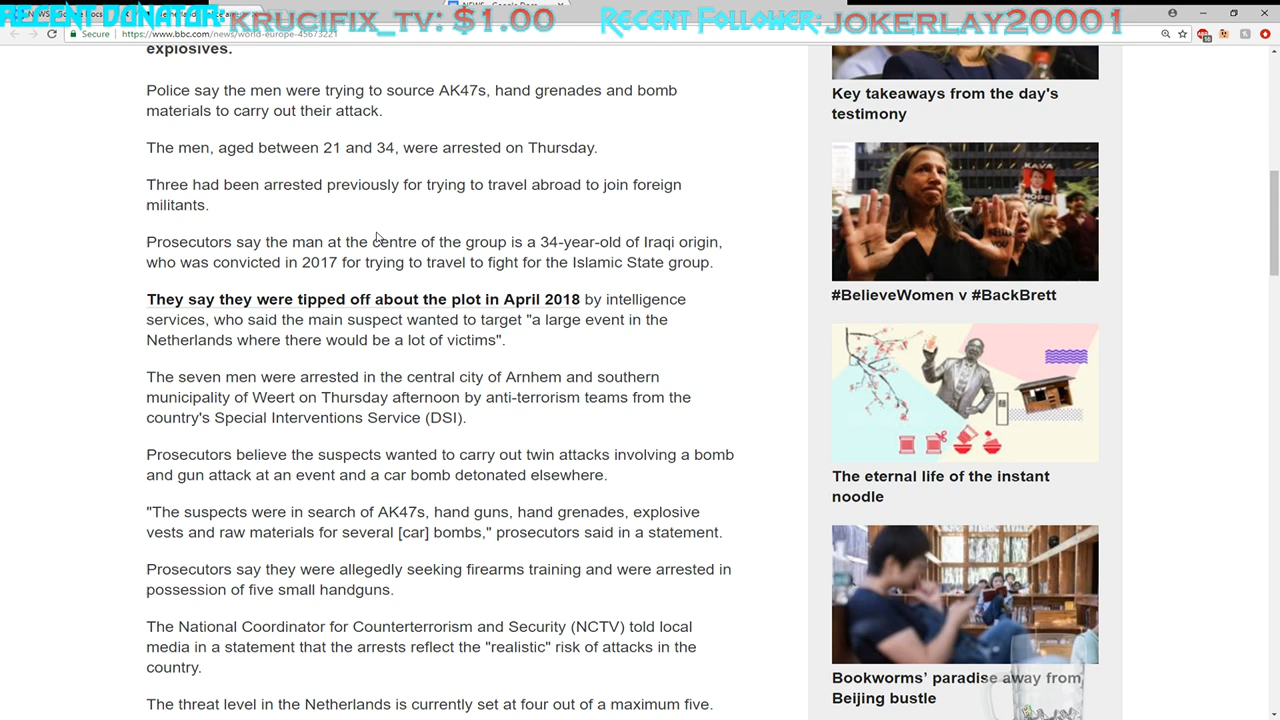 RECENT DONATOR: KRUCIFIX_TV: $1.00
RECENT FOLLOWER: JOKERLAY20001
Secure
https://www.bbc.com/news/world-europe-45673221
explosives.
Police say the men were trying to source AK47s, hand grenades and bomb
materials to carry out their attack.
The men, aged between 21 and 34, were arrested on Thursday.
Three had been arrested previously for trying to travel abroad to join foreign
militants.
Prosecutors say the man at the centre of the group is a 34-year-old of Iraqi origin,
who was convicted in 2017 for trying to travel to fight for the Islamic State group.
They say they were tipped off about the plot in April 2018 by intelligence
services, who said the main suspect wanted to target "a large event in the
Netherlands where there would be a lot of victims".
The seven men were arrested in the central city of Arnhem and southern
municipality of Weert on Thursday afternoon by anti-terrorism teams from the
country's Special Interventions Service (DSI).
Prosecutors believe the suspects wanted to carry out twin attacks involving a bomb
and gun attack at an event and a car bomb detonated elsewhere.
"The suspects were in search of AK47s, hand guns, hand grenades, explosive
vests and raw materials for several [car] bombs," prosecutors said in a statement.
Prosecutors say they were allegedly seeking firearms training and were arrested in
possession of five small handguns.
The National Coordinator for Counterterrorism and Security (NCTV) told local
media in a statement that the arrests reflect the "realistic" risk of attacks in the
country.
The threat level in the Netherlands is currently set at four out of a maximum five.
Key takeaways from the day's
testimony
#BelieveWomen v #BackBrett
The eternal life of the instant
noodle
Bookworms' paradise away from
Beijing bustle